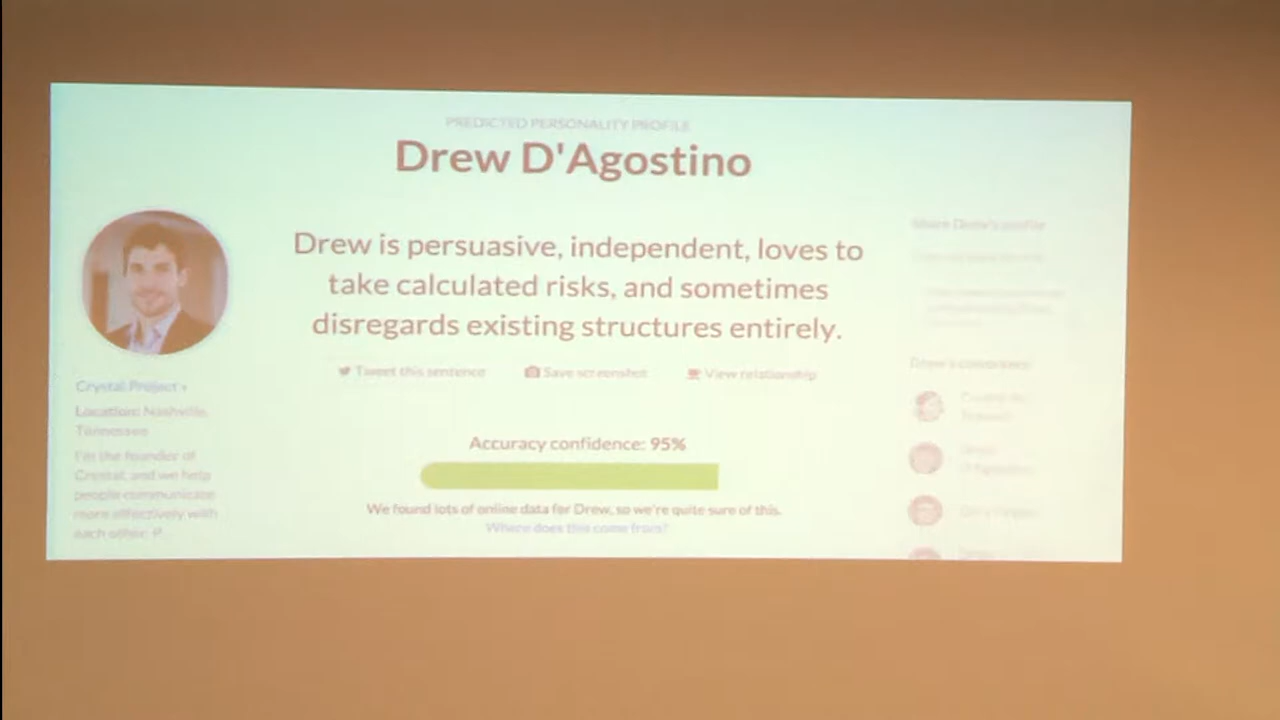 PREDICTED PERSONALITY PROFILE
Drew D'Agostino
Drew is persuasive, independent, loves to
take calculated risks, and sometimes
disregards existing structures entirely.
Tweet this sentence
Save screenshot
View relationship
Accuracy confidence: 95%
We found lots of online data for Drew, so we're quite sure of this.
Where does this come from?
Crystal Project
Location: Nashville,
Tennessee
I'm the founder of
Crystal, and we help
people communicate
more effectively with
each other.
Share Drew's profile